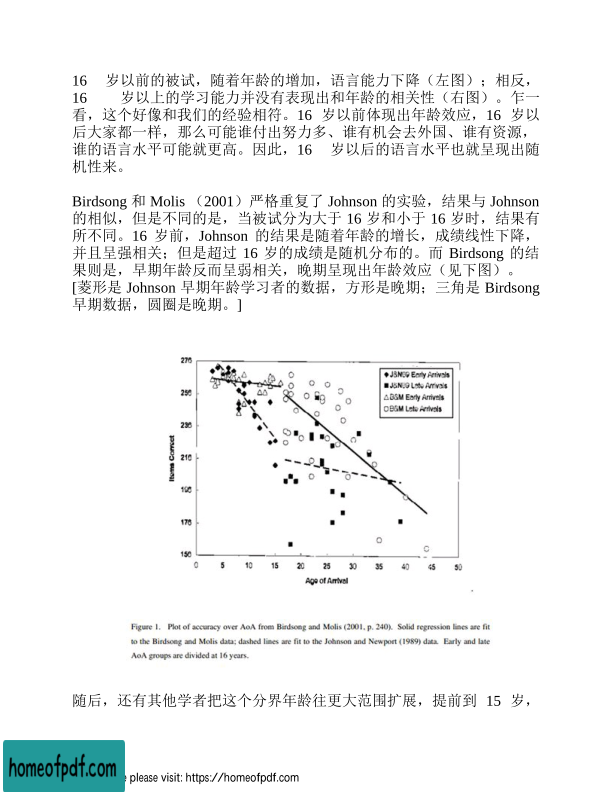 16 岁以前的被试，随着年龄的增加，语言能力下降（左图）；相反，
16 岁以上的学习能力并没有表现出和年龄的相关性（右图）。乍一
看，这个好像和我们的经验相符。16 岁以前体现出年龄效应，16 岁以
后大家都一样，那么可能谁付出努力多、谁有机会去外国、谁有资源，
谁的语言水平可能就更高。因此，16 岁以后的语言水平也就呈现出随
机性来。
Birdsong 和 Molis （2001）严格重复了 Johnson 的实验，结果与 Johnson
的相似，但是不同的是，当被试分为大于 16 岁和小于 16 岁时，结果有
所不同。16 岁前，Johnson 的结果是随着年龄的增长，成绩线性下降，
并且呈强相关；但是超过 16 岁的成绩是随机分布的。而 Birdsong 的结
果则是，早期年龄反而呈弱相关，晚期呈现出年龄效应（见下图）。
[菱形是 Johnson 早期年龄学习者的数据，方形是晚期；三角是 Birdsong
早期数据，圆圈是晚期。]
270
250
230
210
190
170
150
Items Correct
J&N89 Early Arrivals
J&N89 Late Arrivals
B&M Early Arrivals
B&M Late Arrivals
0 5 10 15 20 25 30 35 40 45 50
Age of Arrival
Figure 1. Plot of accuracy over AoA from Birdsong and Molis (2001, p. 240). Solid regression lines are fit
to the Birdsong and Molis data; dashed lines are fit to the Johnson and Newport (1989) data. Early and late
AoA groups are divided at 16 years.
随后，还有其他学者把这个分界年龄往更大范围扩展，提前到 15 岁，
homeofpdf.com
please visit: https://homeofpdf.com